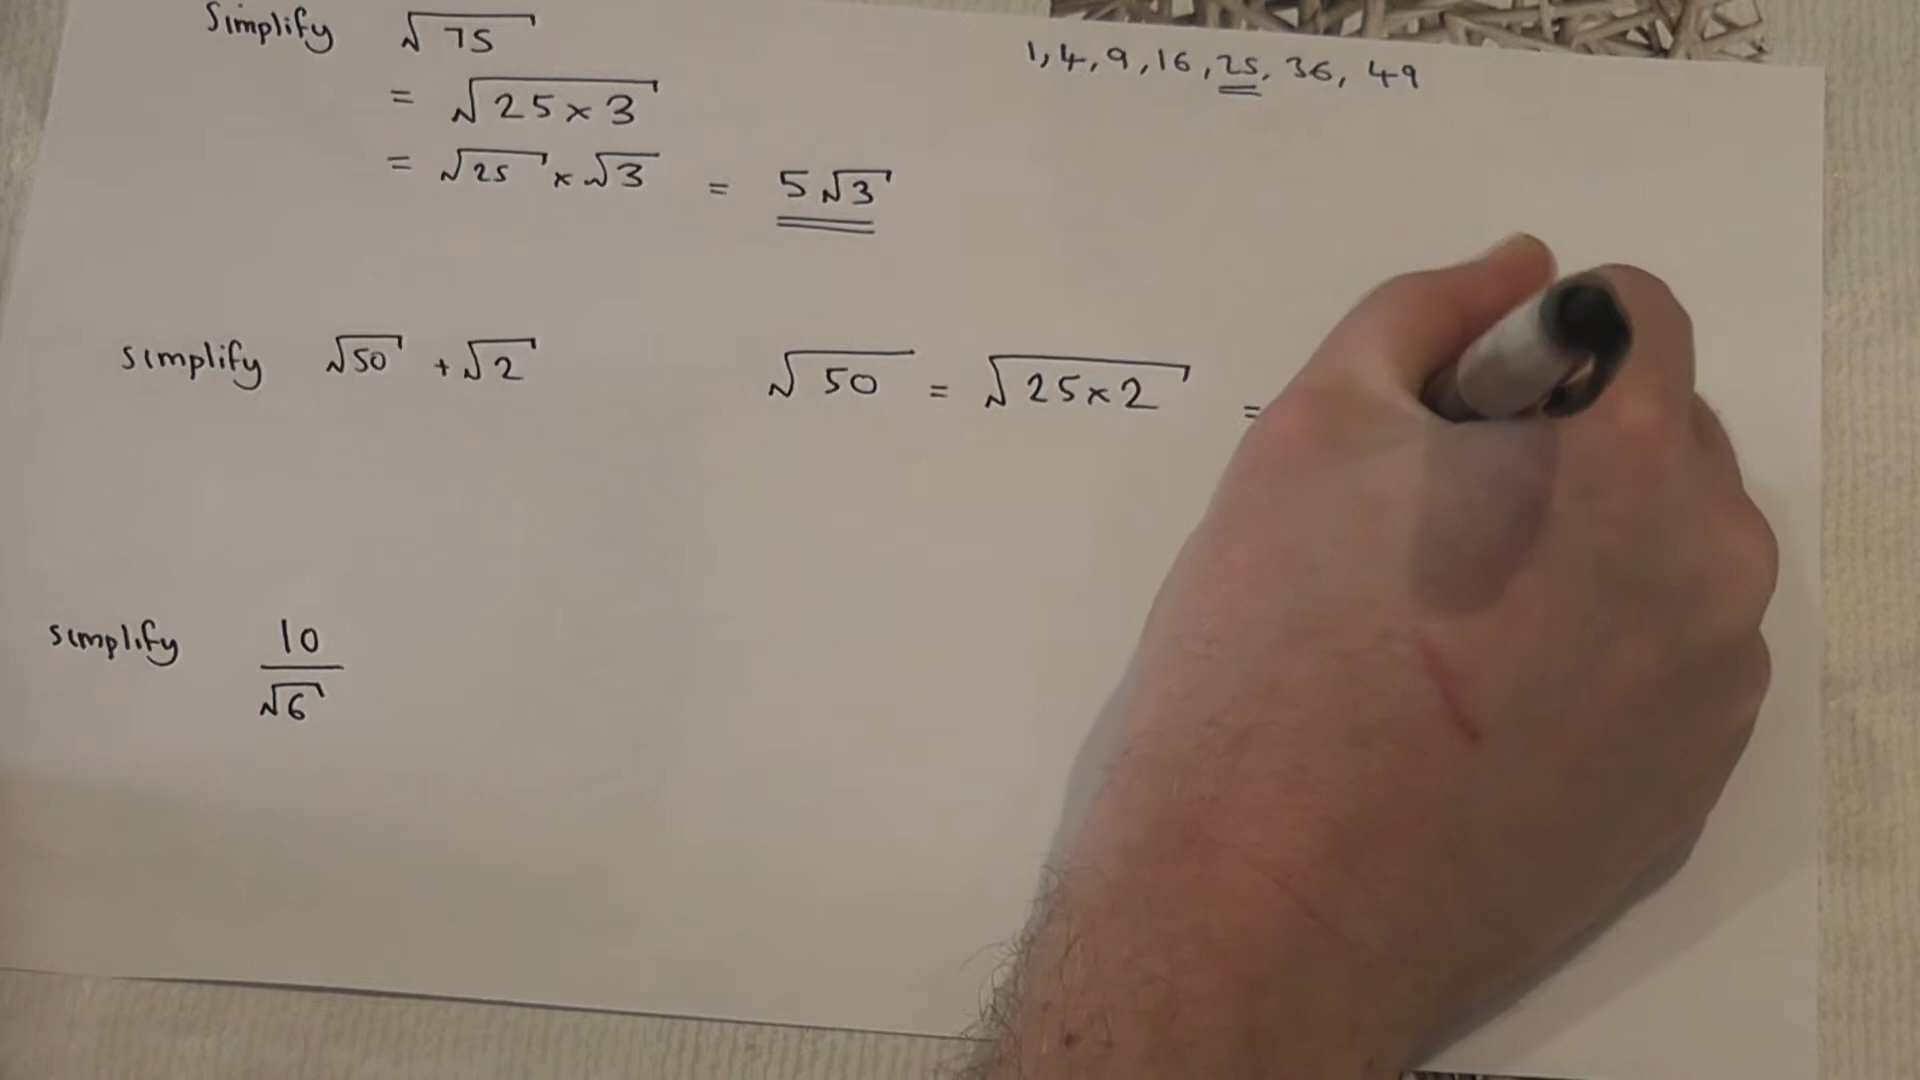 Simplify √75
1, 4, 9, 16, 25, 36, 49
= √25 × 3
= √25 × √3 = 5√3
simplify √50 + √2
√50 = √25×2 =
simplify 10/√6